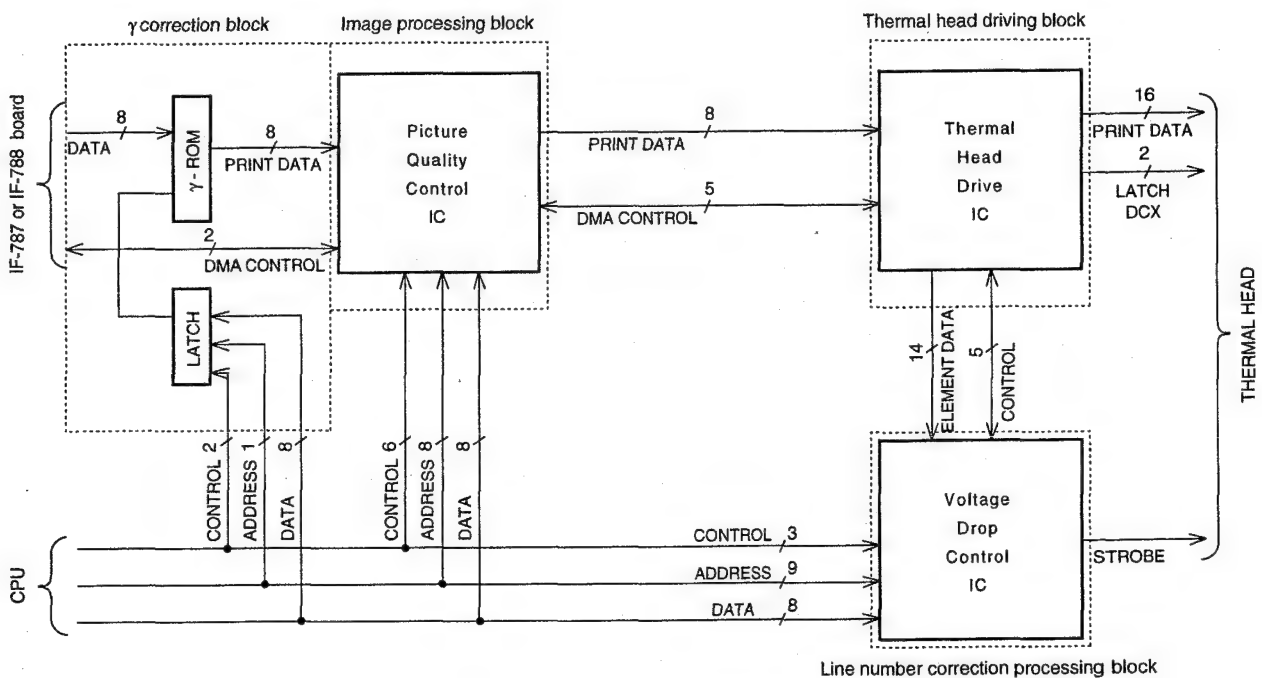 γ correction block
Image processing block
Thermal head driving block
IF-787 or IF-788 board
8
DATA
γ - ROM
8
PRINT DATA
2
DMA CONTROL
LATCH
Picture
Quality
Control
IC
8
PRINT DATA
5
DMA CONTROL
Thermal
Head
Drive
IC
16
PRINT DATA
2
LATCH
DCX
THERMAL HEAD
14
ELEMENT DATA
5
CONTROL
CONTROL 2
ADDRESS 1
DATA 8
CONTROL 6
ADDRESS 8
DATA 8
CPU
CONTROL 3
ADDRESS 9
DATA 8
Voltage
Drop
Control
IC
STROBE
Line number correction processing block